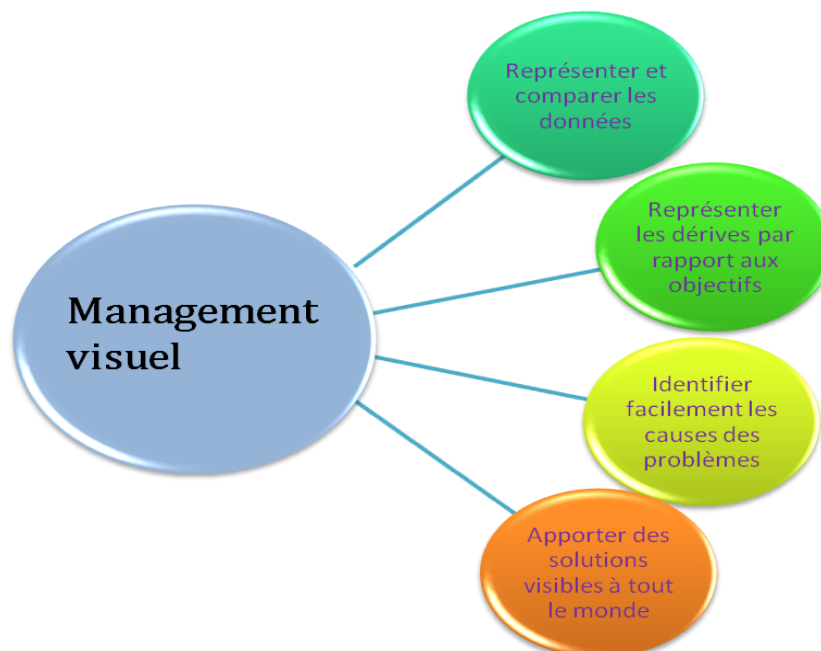 Représenter et
comparer les
données
Représenter
les dérives par
rapport aux
objectifs
Management
visuel
Identifier
facilement les
causes des
problèmes
Apporter des
solutions
visibles à tout
le monde